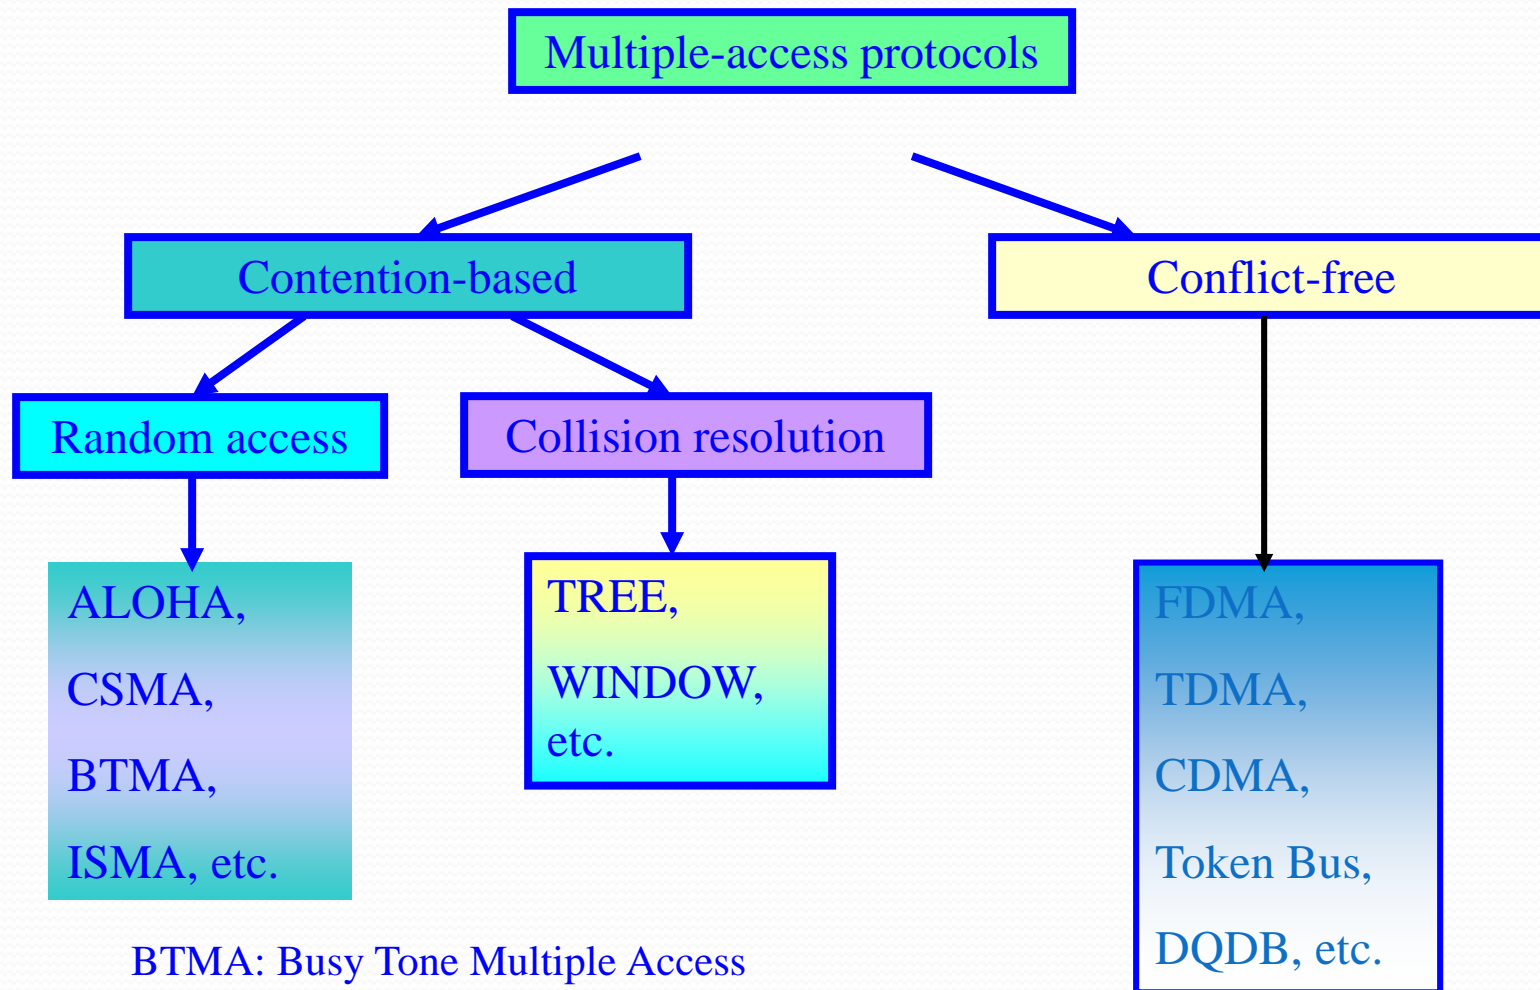 Multiple-access protocols
Contention-based
Conflict-free
Random access
Collision resolution
ALOHA,
CSMA,
BTMA,
ISMA, etc.
TREE,
WINDOW,
etc.
FDMA,
TDMA,
CDMA,
Token Bus,
DQDB, etc.
BTMA: Busy Tone Multiple Access